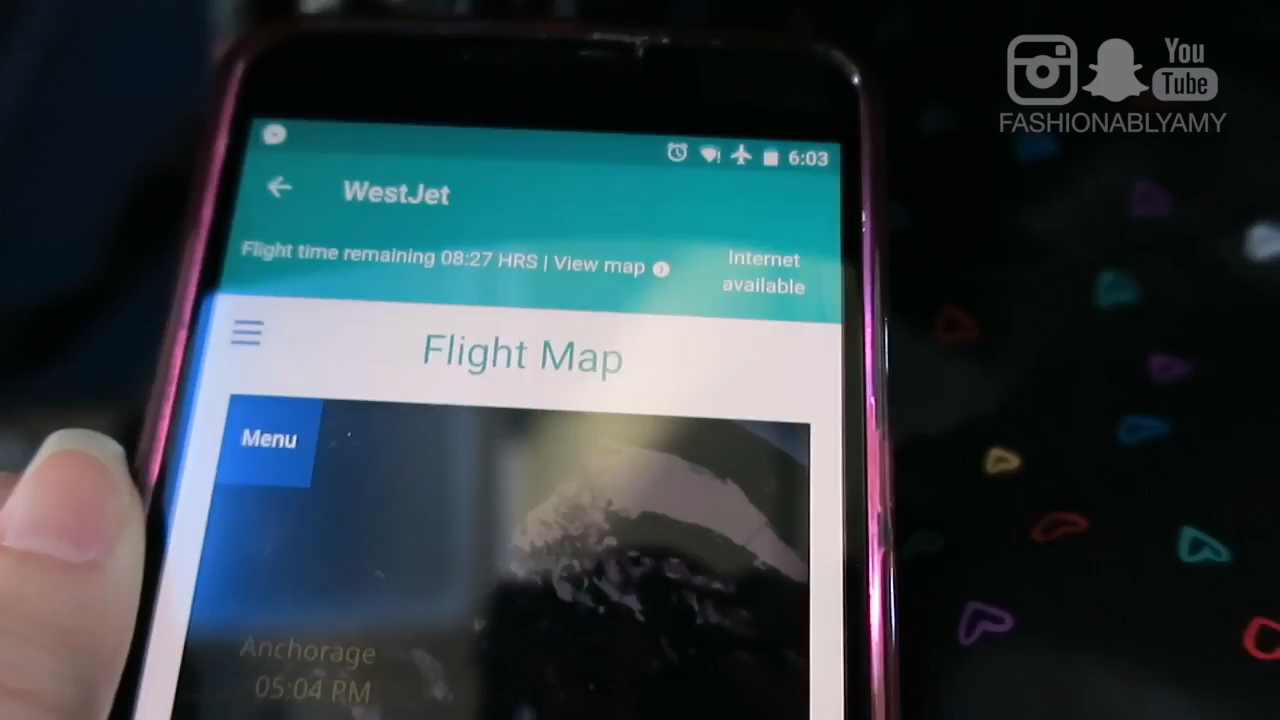 You
Tube
FASHIONABLYAMY
6:03
WestJet
Flight time remaining 08:27 HRS | View map
Internet
available
Flight Map
Menu
Anchorage
05:04 PM